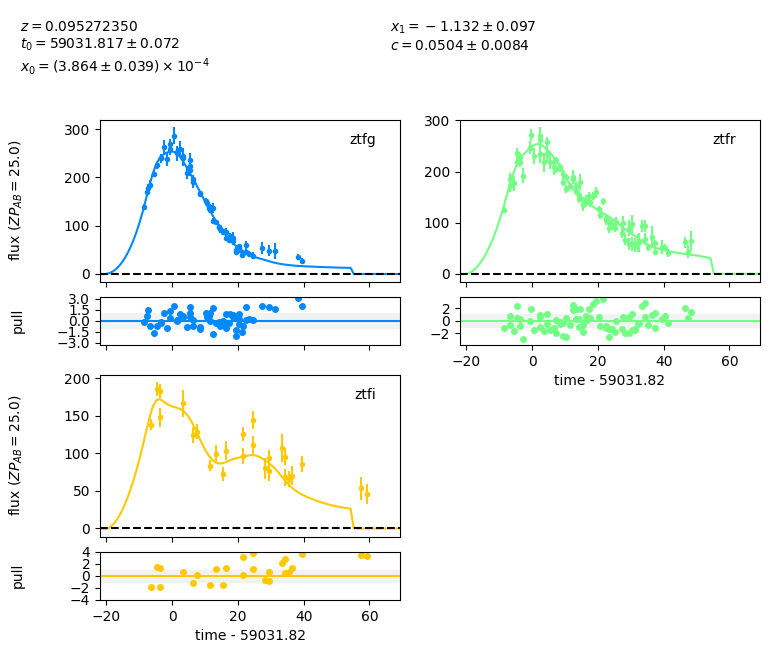 z = 0.095272350
t₀ = 59031.817 ± 0.072
x₀ = (3.864 ± 0.039) × 10⁻⁴
x₁ = −1.132 ± 0.097
c = 0.0504 ± 0.0084
flux (ZP_AB = 25.0)
300
200
100
0
ztfg
300
200
100
0
ztfr
pull
3.0
1.5
0.0
−1.5
−3.0
2
0
−2
−20 0 20 40 60
time - 59031.82
flux (ZP_AB = 25.0)
200
150
100
50
0
ztfi
pull
4
2
0
−2
−4
−20 0 20 40 60
time - 59031.82